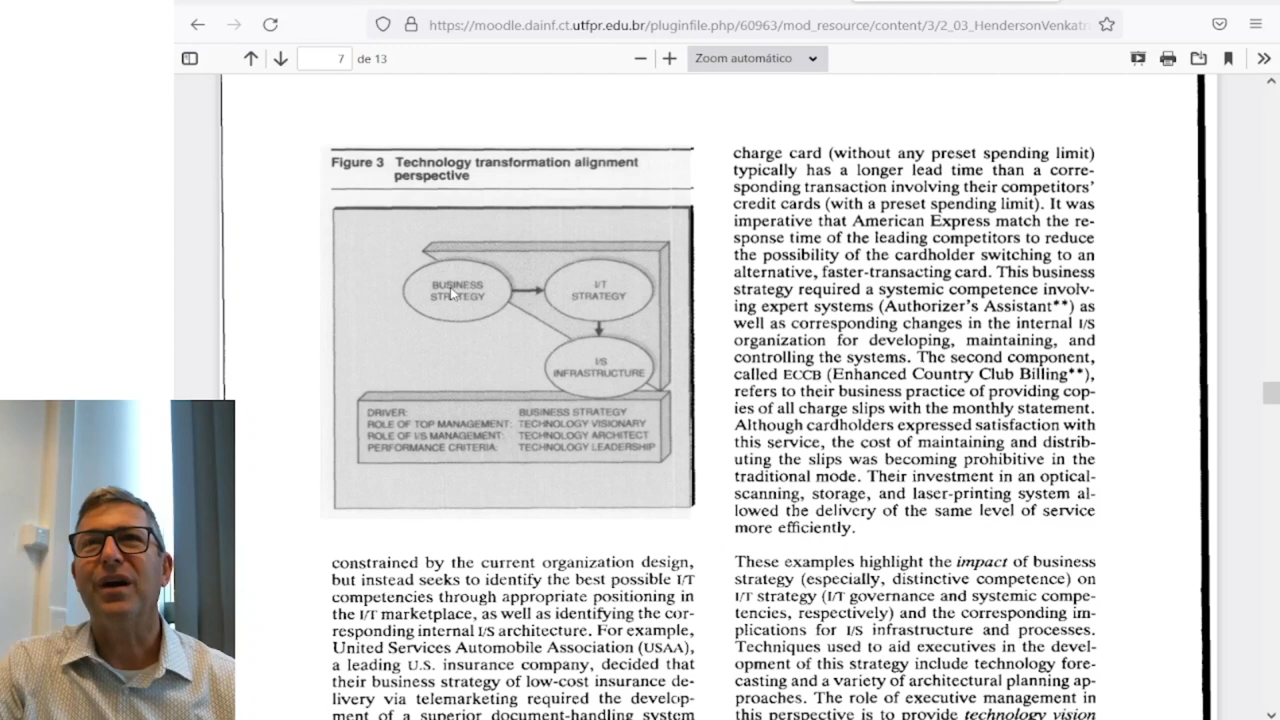 https://moodle.dainf.ct.utfpr.edu.br/pluginfile.php/60963/mod_resource/content/3/2_03_HendersonVenkatr
7
de 13
Zoom automático
Figure 3 Technology transformation alignment
perspective
BUSINESS
STRATEGY
I/T
STRATEGY
I/S
INFRASTRUCTURE
DRIVER: BUSINESS STRATEGY
ROLE OF TOP MANAGEMENT: TECHNOLOGY VISIONARY
ROLE OF I/S MANAGEMENT: TECHNOLOGY ARCHITECT
PERFORMANCE CRITERIA: TECHNOLOGY LEADERSHIP
constrained by the current organization design,
but instead seeks to identify the best possible I/T
competencies through appropriate positioning in
the I/T marketplace, as well as identifying the cor-
responding internal I/S architecture. For example,
United Services Automobile Association (USAA),
a leading U.S. insurance company, decided that
their business strategy of low-cost insurance de-
livery via telemarketing required the develop-
ment of a superior document-handling system
charge card (without any preset spending limit)
typically has a longer lead time than a corre-
sponding transaction involving their competitors'
credit cards (with a preset spending limit). It was
imperative that American Express match the re-
sponse time of the leading competitors to reduce
the possibility of the cardholder switching to an
alternative, faster-transacting card. This business
strategy required a systemic competence involv-
ing expert systems (Authorizer's Assistant**) as
well as corresponding changes in the internal I/S
organization for developing, maintaining, and
controlling the systems. The second component,
called ECCB (Enhanced Country Club Billing**),
refers to their business practice of providing cop-
ies of all charge slips with the monthly statement.
Although cardholders expressed satisfaction with
this service, the cost of maintaining and distrib-
uting the slips was becoming prohibitive in the
traditional mode. Their investment in an optical-
scanning, storage, and laser-printing system al-
lowed the delivery of the same level of service
more efficiently.
These examples highlight the impact of business
strategy (especially, distinctive competence) on
I/T strategy (I/T governance and systemic compe-
tencies, respectively) and the corresponding im-
plications for I/S infrastructure and processes.
Techniques used to aid executives in the devel-
opment of this strategy include technology fore-
casting and a variety of architectural planning ap-
proaches. The role of executive management in
this perspective is to provide technology vision